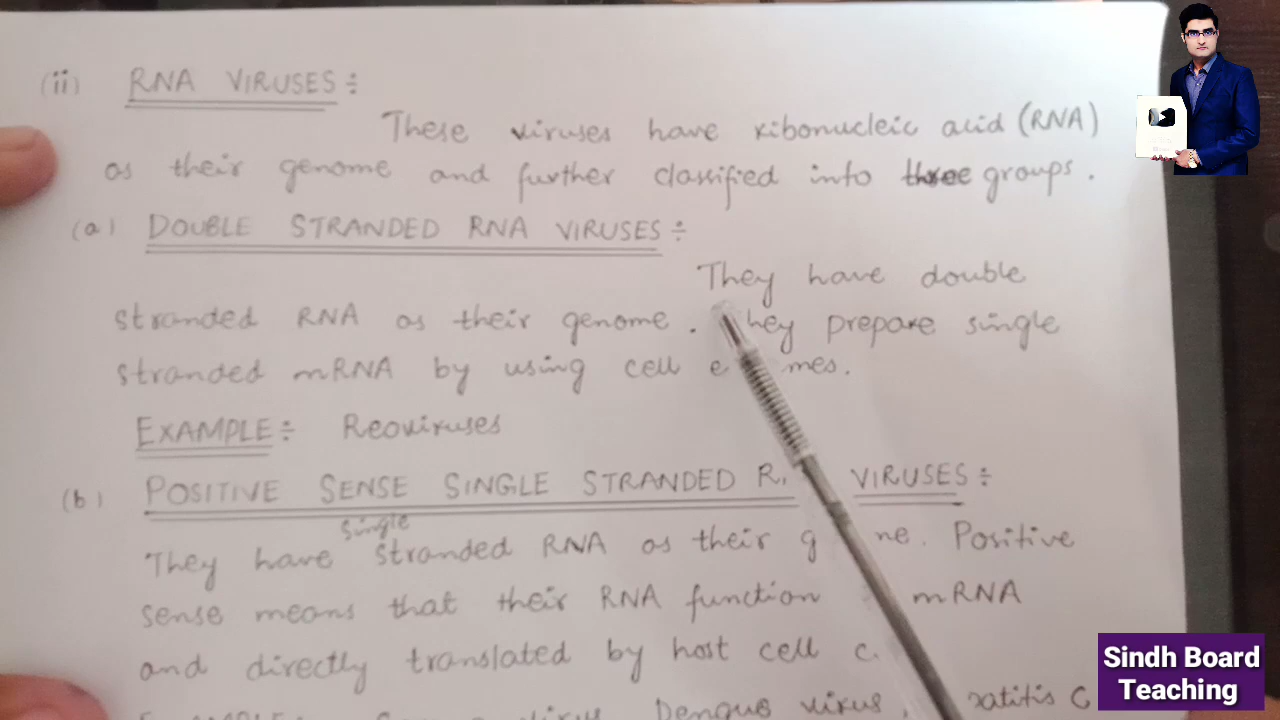 (ii) RNA VIRUSES :
These viruses have ribonucleic acid (RNA)
as their genome and further classified into three groups.
(a) DOUBLE STRANDED RNA VIRUSES :
They have double
stranded RNA as their genome. They prepare single
stranded mRNA by using cell
EXAMPLE : Reoviruses
(b) POSITIVE SENSE SINGLE STRANDED VIRUSES :
single
They have stranded RNA as their Positive
sense means that their RNA function mRNA
and directly translated by host cell
virus, Dengue virus, C
Sindh Board
Teaching